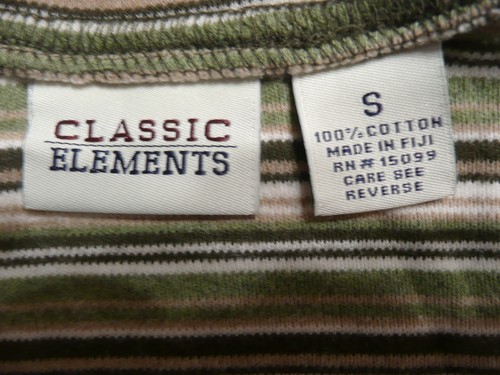 CLASSIC
ELEMENTS
S
100% COTTON
MADE IN FIJI
RN# 15099
CARE SEE
REVERSE